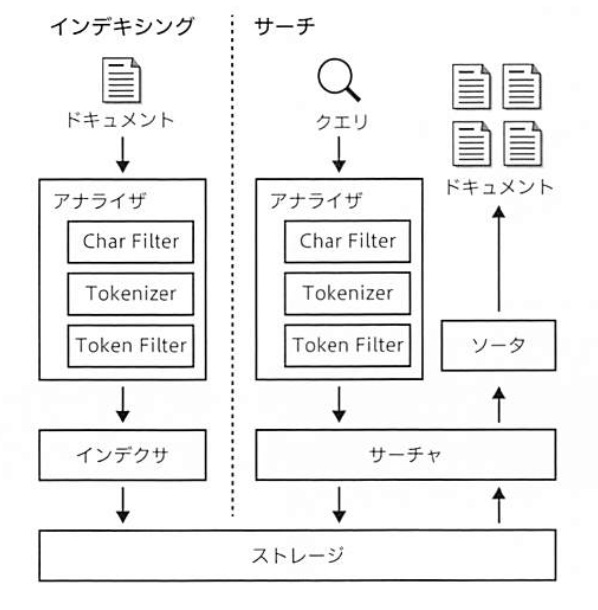 インデキシング
サーチ
ドキュメント
クエリ
ドキュメント
アナライザ
Char Filter
Tokenizer
Token Filter
アナライザ
Char Filter
Tokenizer
Token Filter
ソータ
インデクサ
サーチャ
ストレージ